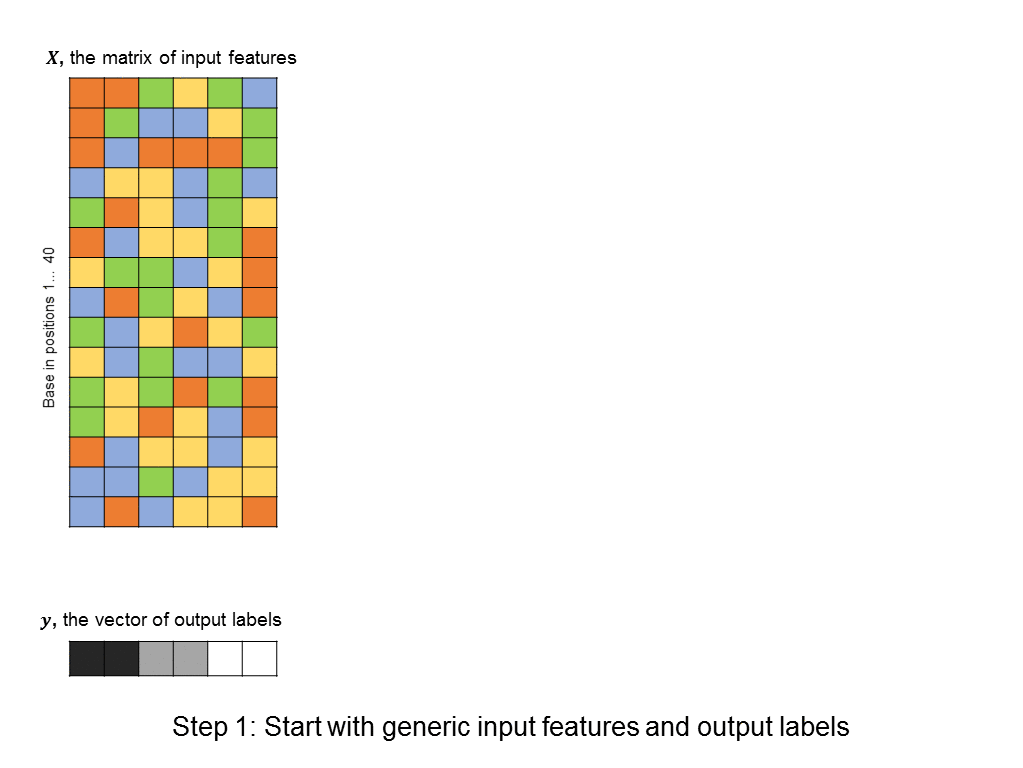 X, the matrix of input features
Base in positions 1... 40
y, the vector of output labels
Step 1: Start with generic input features and output labels